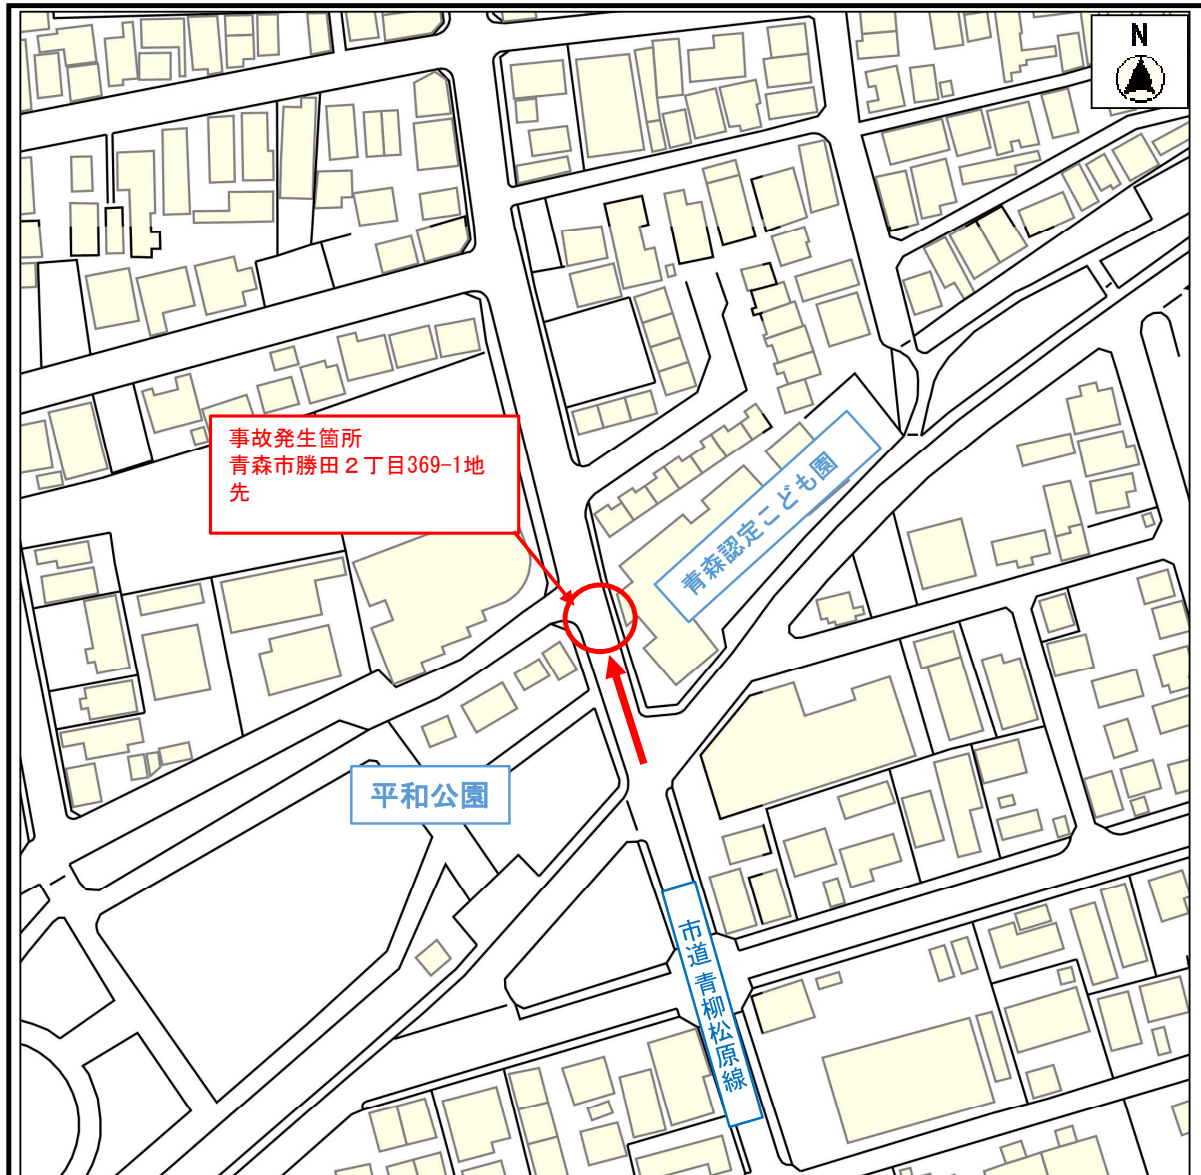 N
事故発生箇所
青森市勝田２丁目369-1地
先
青森認定こども園
平和公園
市道 青柳松原線